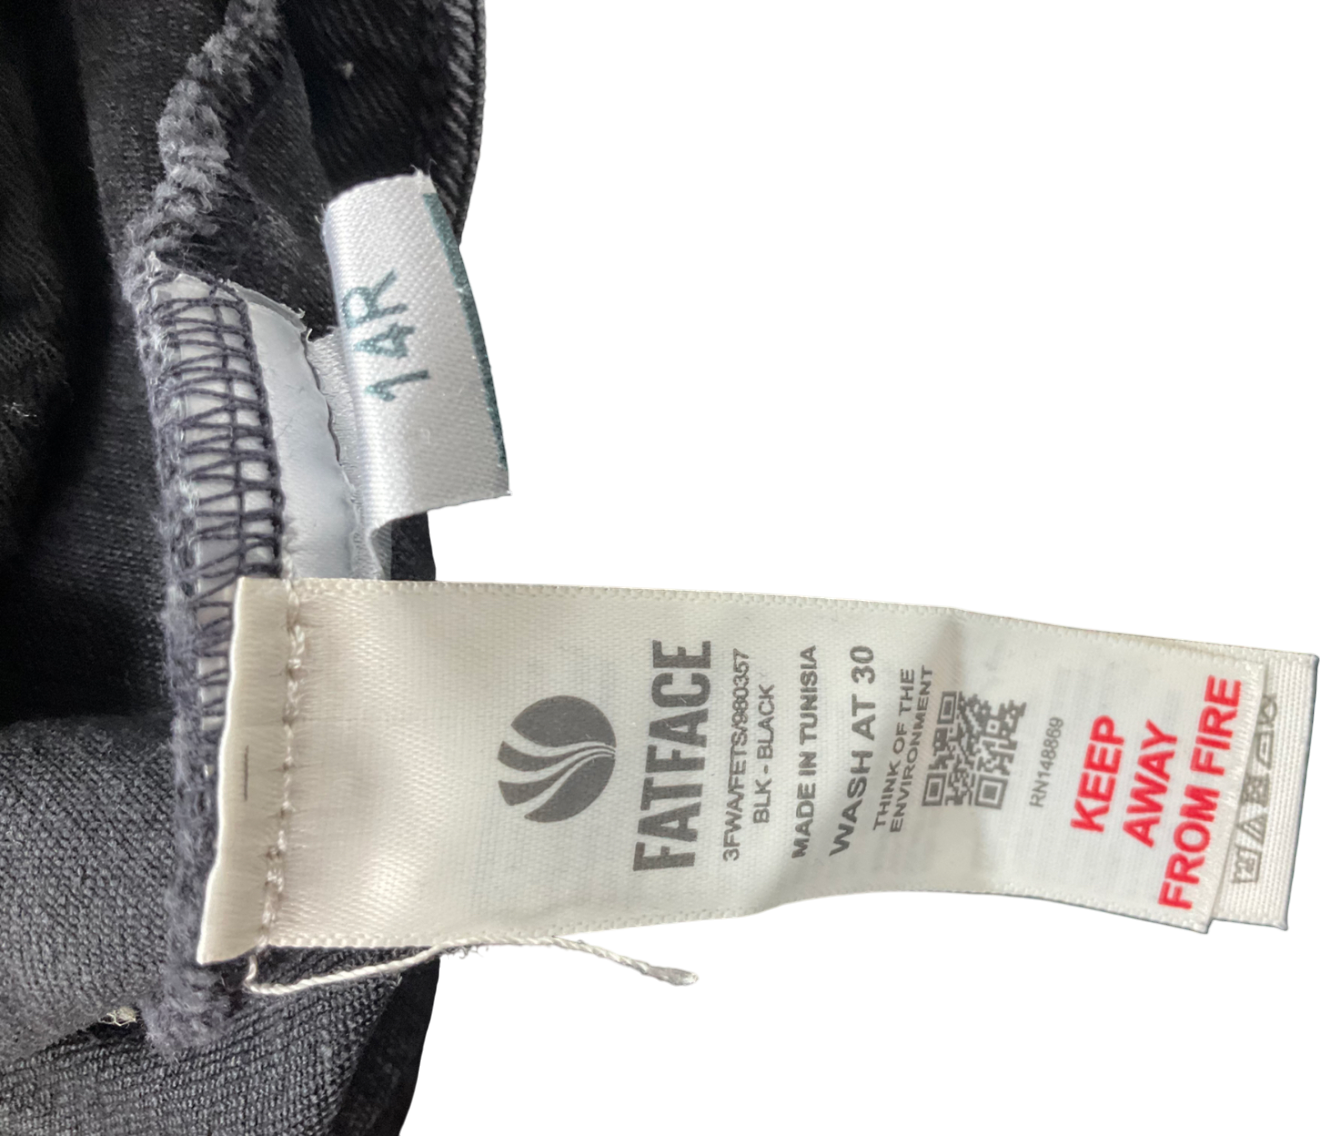 14R
FATFACE
3FWA/FETS/980357
BLK - BLACK
MADE IN TUNISIA
WASH AT 30
THINK OF THE
ENVIRONMENT
RN148869
KEEP
AWAY
FROM FIRE